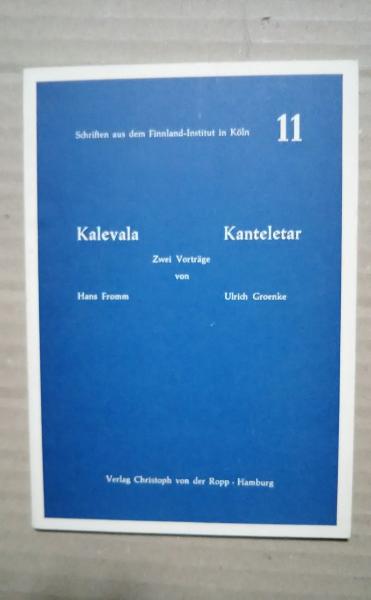 Schriften aus dem Finnland-Institut in Köln 11
Kalevala Kanteletar
Zwei Vorträge
von
Hans Fromm Ulrich Groenke
Verlag Christoph von der Ropp · Hamburg